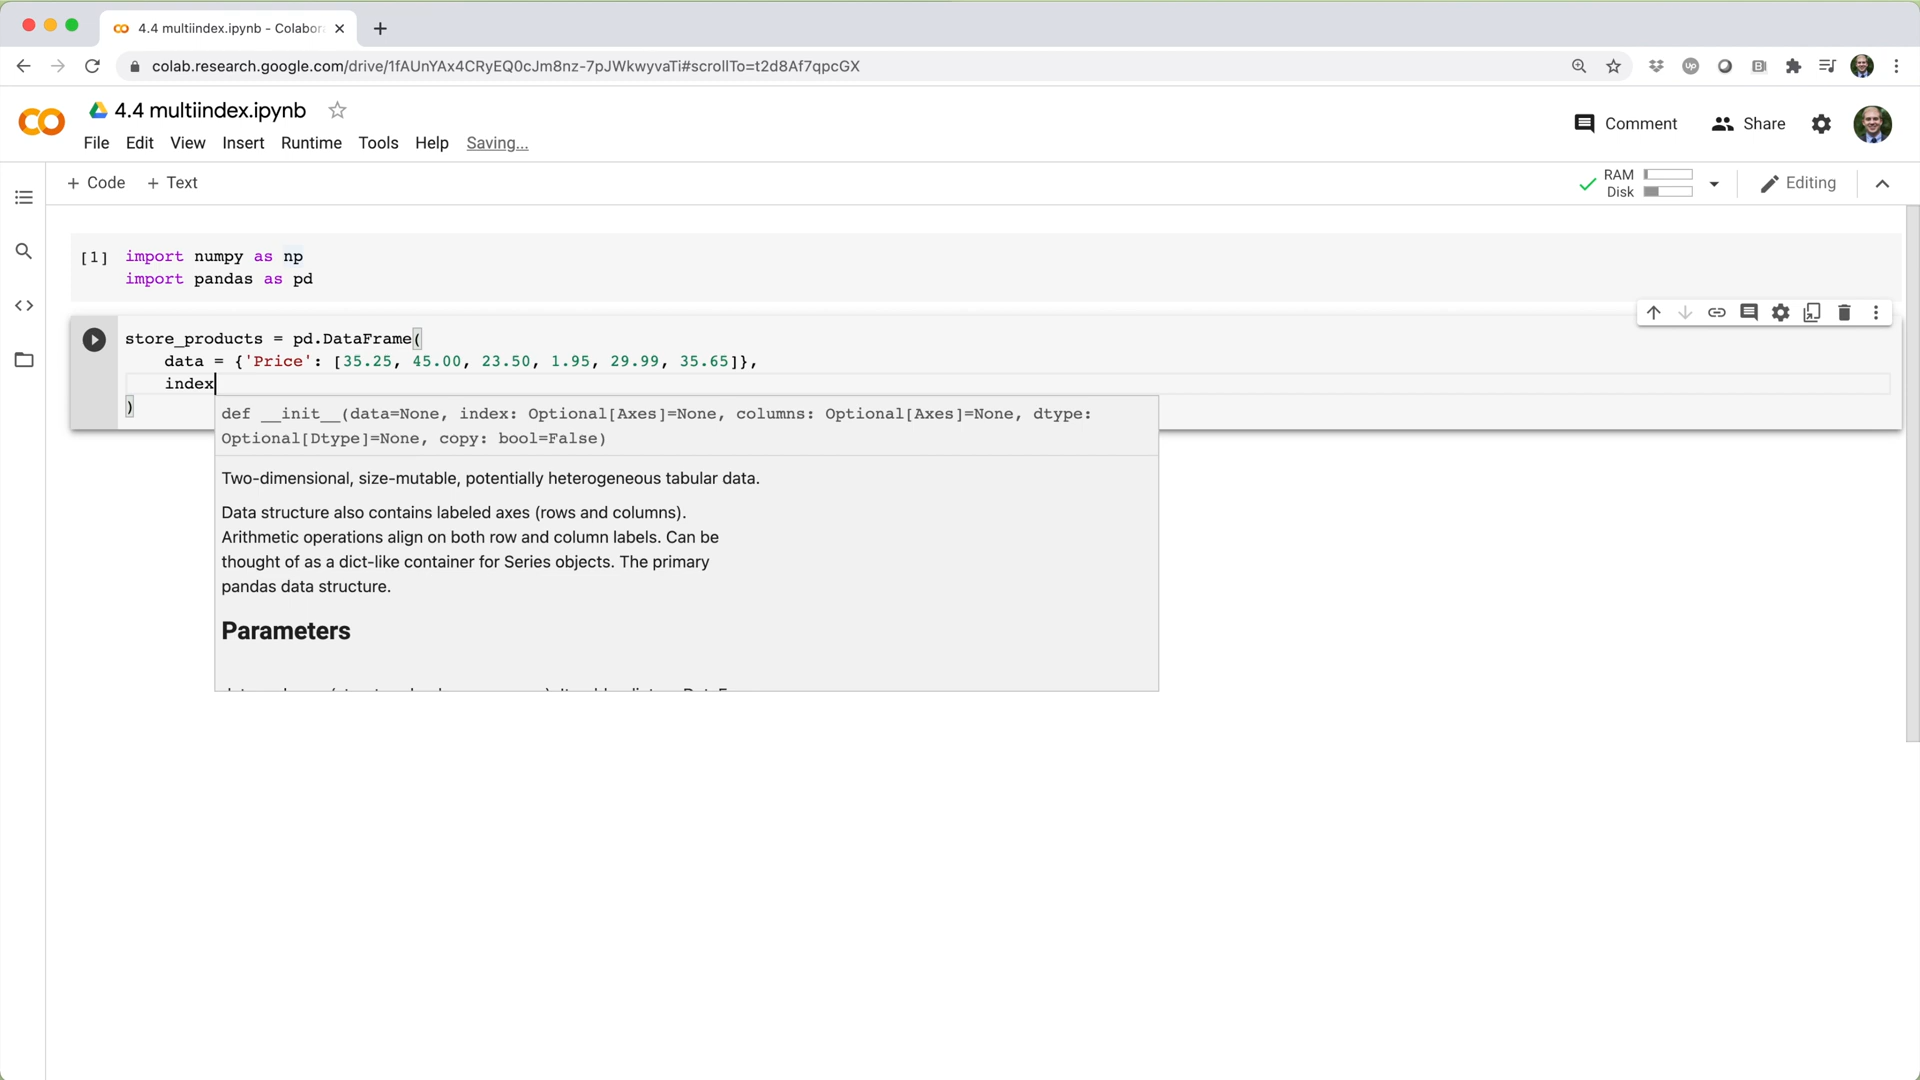 4.4 multiindex.ipynb - Colabor
colab.research.google.com/drive/1fAUnYAx4CRyEQ0cJm8nz-7pJWkwyvaTi#scrollTo=t2d8Af7qpcGX
4.4 multiindex.ipynb
Comment
Share
File Edit View Insert Runtime Tools Help Saving...
+ Code + Text
RAM
Disk
Editing
[1] import numpy as np
import pandas as pd
store_products = pd.DataFrame(
data = {'Price': [35.25, 45.00, 23.50, 1.95, 29.99, 35.65]},
index
)
def __init__(data=None, index: Optional[Axes]=None, columns: Optional[Axes]=None, dtype:
Optional[Dtype]=None, copy: bool=False)
Two-dimensional, size-mutable, potentially heterogeneous tabular data.
Data structure also contains labeled axes (rows and columns).
Arithmetic operations align on both row and column labels. Can be
thought of as a dict-like container for Series objects. The primary
pandas data structure.
Parameters